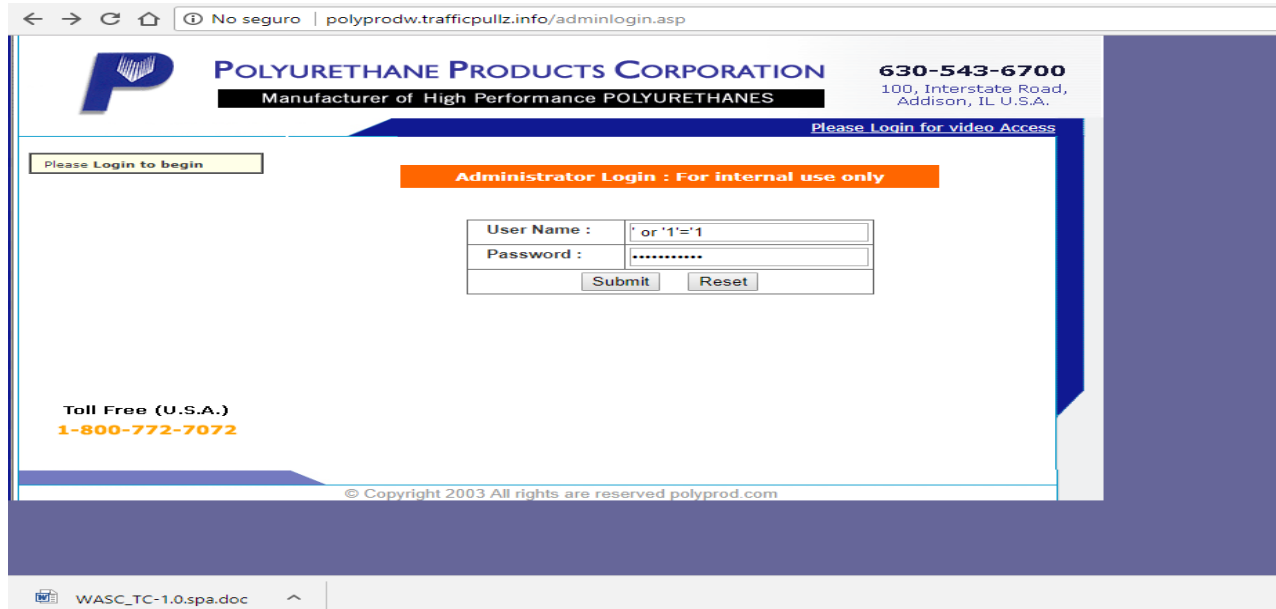 No seguro | polyprodw.trafficpullz.info/adminlogin.asp
POLYURETHANE PRODUCTS CORPORATION
Manufacturer of High Performance POLYURETHANES
630-543-6700
100, Interstate Road,
Addison, IL U.S.A.
Please Login for video Access
Please Login to begin
Administrator Login : For internal use only
User Name : ' or '1'='1
Password : •••••••••••
Submit Reset
Toll Free (U.S.A.)
1-800-772-7072
© Copyright 2003 All rights are reserved polyprod.com
WASC_TC-1.0.spa.doc